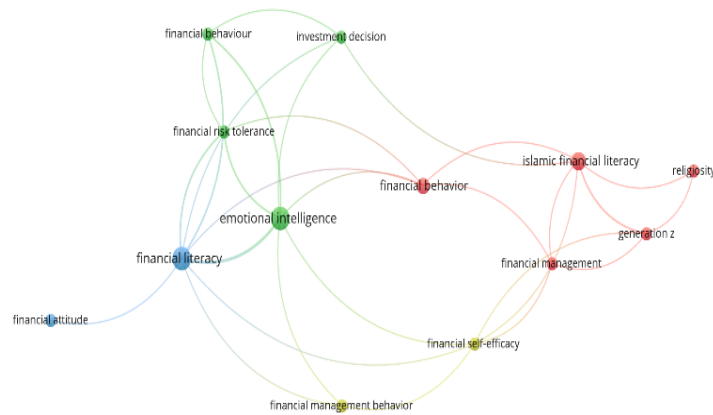 financial behaviour
investment decision
financial risk tolerance
islamic financial literacy
religiosity
financial behavior
emotional intelligence
generation z
financial literacy
financial management
financial attitude
financial self-efficacy
financial management behavior